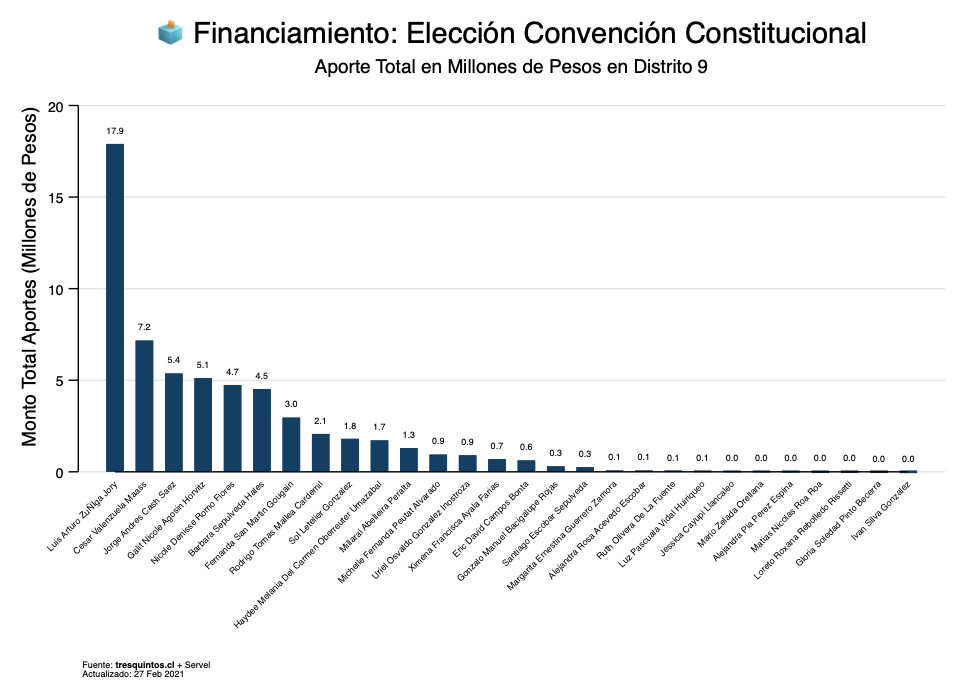 Financiamiento: Elección Convención Constitucional
Aporte Total en Millones de Pesos en Distrito 9
Monto Total Aportes (Millones de Pesos)
20
15
10
5
0
17.9
7.2
5.4
5.1
4.7
4.5
3.0
2.1
1.8
1.7
1.3
0.9
0.9
0.7
0.6
0.3
0.3
0.1
0.1
0.1
0.1
0.0
0.0
0.0
0.0
0.0
0.0
0.0
Luis Arturo ZuÑIga Jory
Cesar Valenzuela Maass
Jorge Andres Cash Saez
Galit Nicole Agosin Horvitz
Nicole Denisce Romo Flores
Barbara Sepulveda Hales
Fernanda San Martin Gougain
Rodrigo Tomas Mallea Cardemil
Sol Letelier Gonzalez
Haydee Melania Del Carmen Oberreuter Umazabal
Millarai Abelleira Peralta
Michelle Fernanda Peutat Alvarado
Uriel Osvaldo Gonzalez Inostroza
Ximena Francisca Ayala Farias
Eric David Campos Bonta
Gonzalo Manuel Bacigalupe Rojas
Santiago Escobar Sepulveda
Margarita Ernestina Guerrero Zamora
Alejandra Rosa Acevedo Escobar
Ruth Olivera De La Fuente
Luz Pascuala Vidal Huiriqueo
Jessica Cayupi Llancaleo
Mario Zelada Orellana
Alejandra Pia Perez Espina
Matias Nicolas Roa Roa
Loreto Roxana Rebolledo Rissetti
Gloria Soledad Pinto Becerra
Ivan Silva Gonzalez
Fuente: tresquintos.cl + Servel
Actualizado: 27 Feb 2021